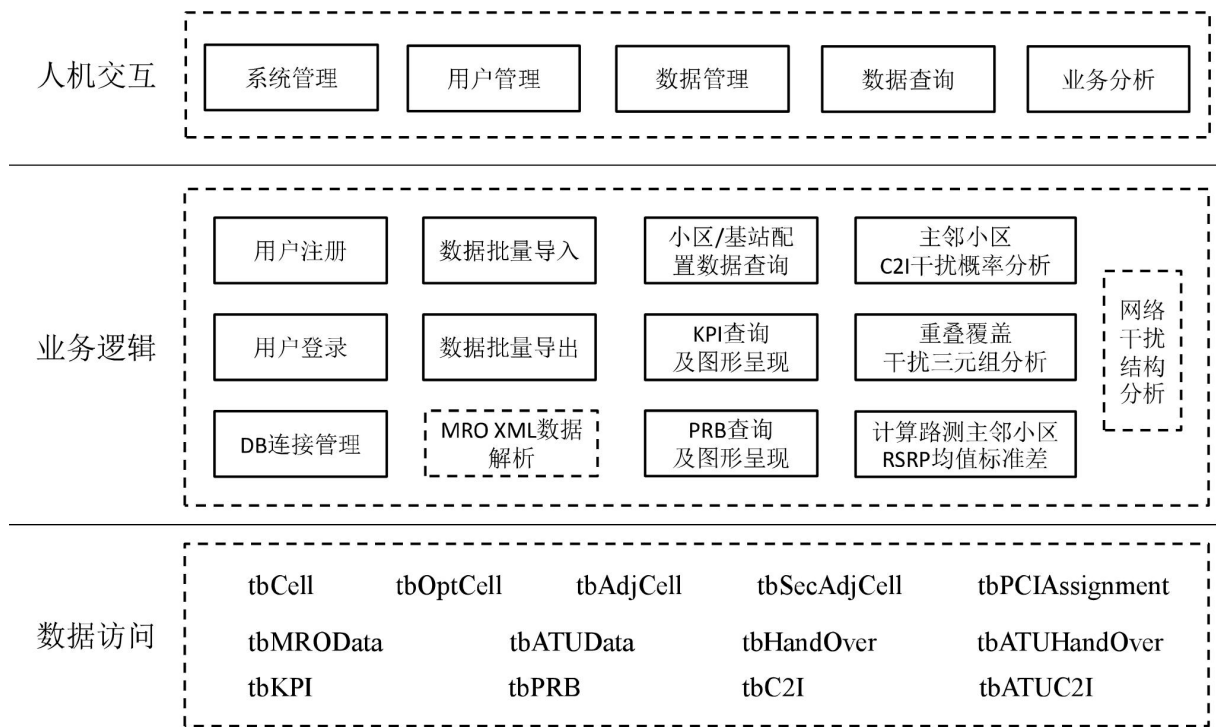 人机交互
系统管理
用户管理
数据管理
数据查询
业务分析
业务逻辑
用户注册
数据批量导入
小区/基站配
置数据查询
主邻小区
C2I干扰概率分析
用户登录
数据批量导出
KPI查询
及图形呈现
重叠覆盖
干扰三元组分析
DB连接管理
MRO XML数据
解析
PRB查询
及图形呈现
计算路测主邻小区
RSRP均值标准差
网络
干扰
结构
分析
数据访问
tbCell
tbOptCell
tbAdjCell
tbSecAdjCell
tbPCIAssignment
tbMROData
tbATUData
tbHandOver
tbATUHandOver
tbKPI
tbPRB
tbC2I
tbATUC2I